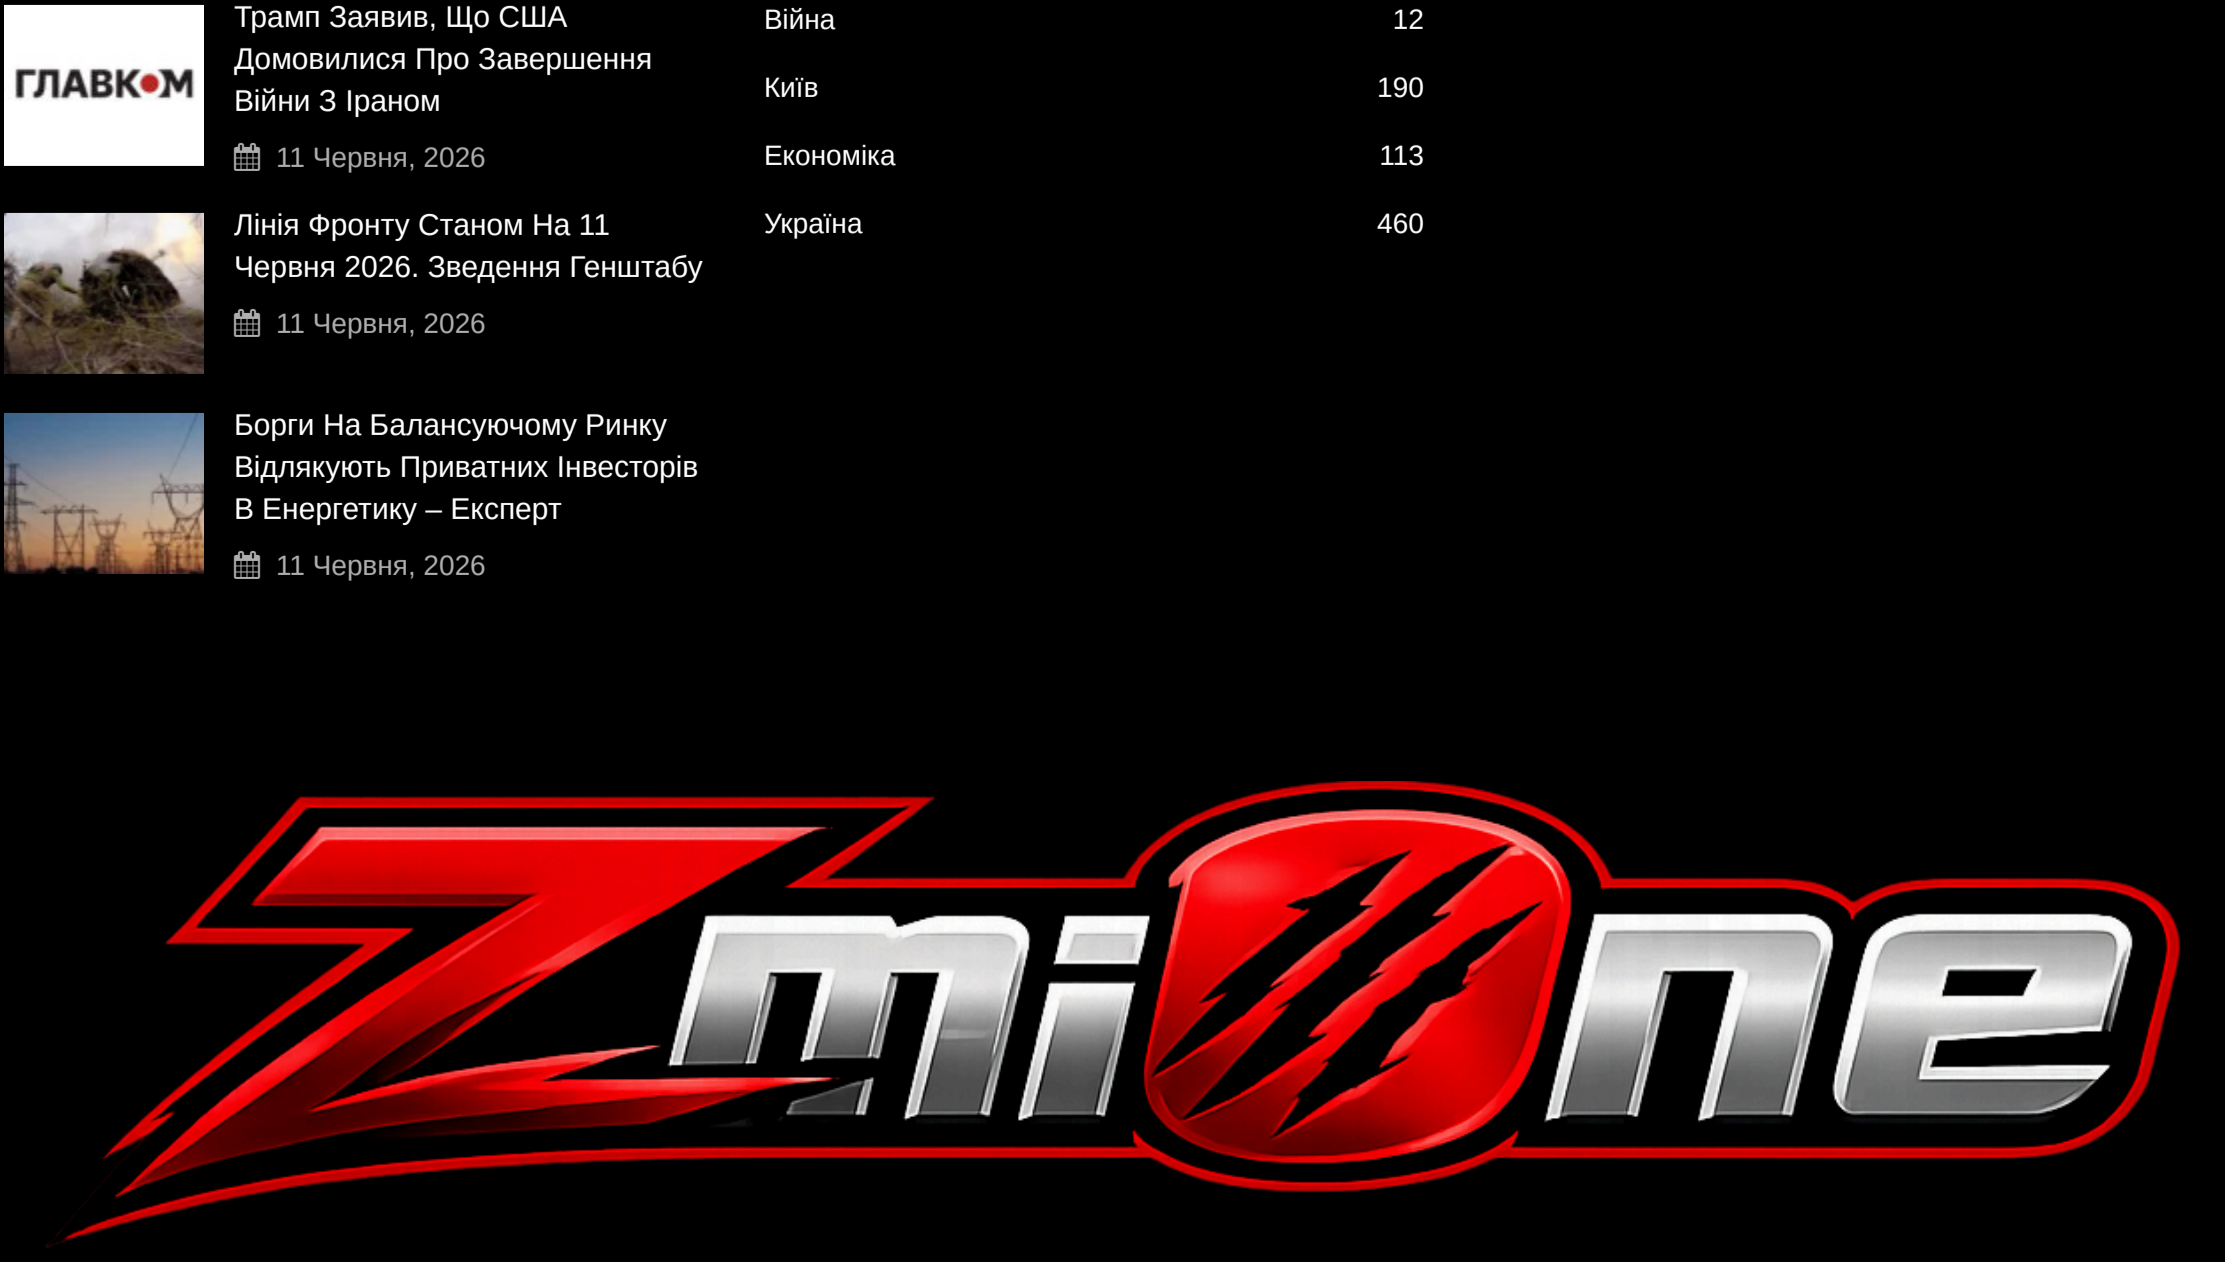 ГЛАВКОМ
Трамп Заявив, Що США
Домовилися Про Завершення
Війни З Іраном
11 Червня, 2026
Лінія Фронту Станом На 11
Червня 2026. Зведення Генштабу
11 Червня, 2026
Борги На Балансуючому Ринку
Відлякують Приватних Інвесторів
В Енергетику – Експерт
11 Червня, 2026
Війна 12
Київ 190
Економіка 113
Україна 460
ZmiOne